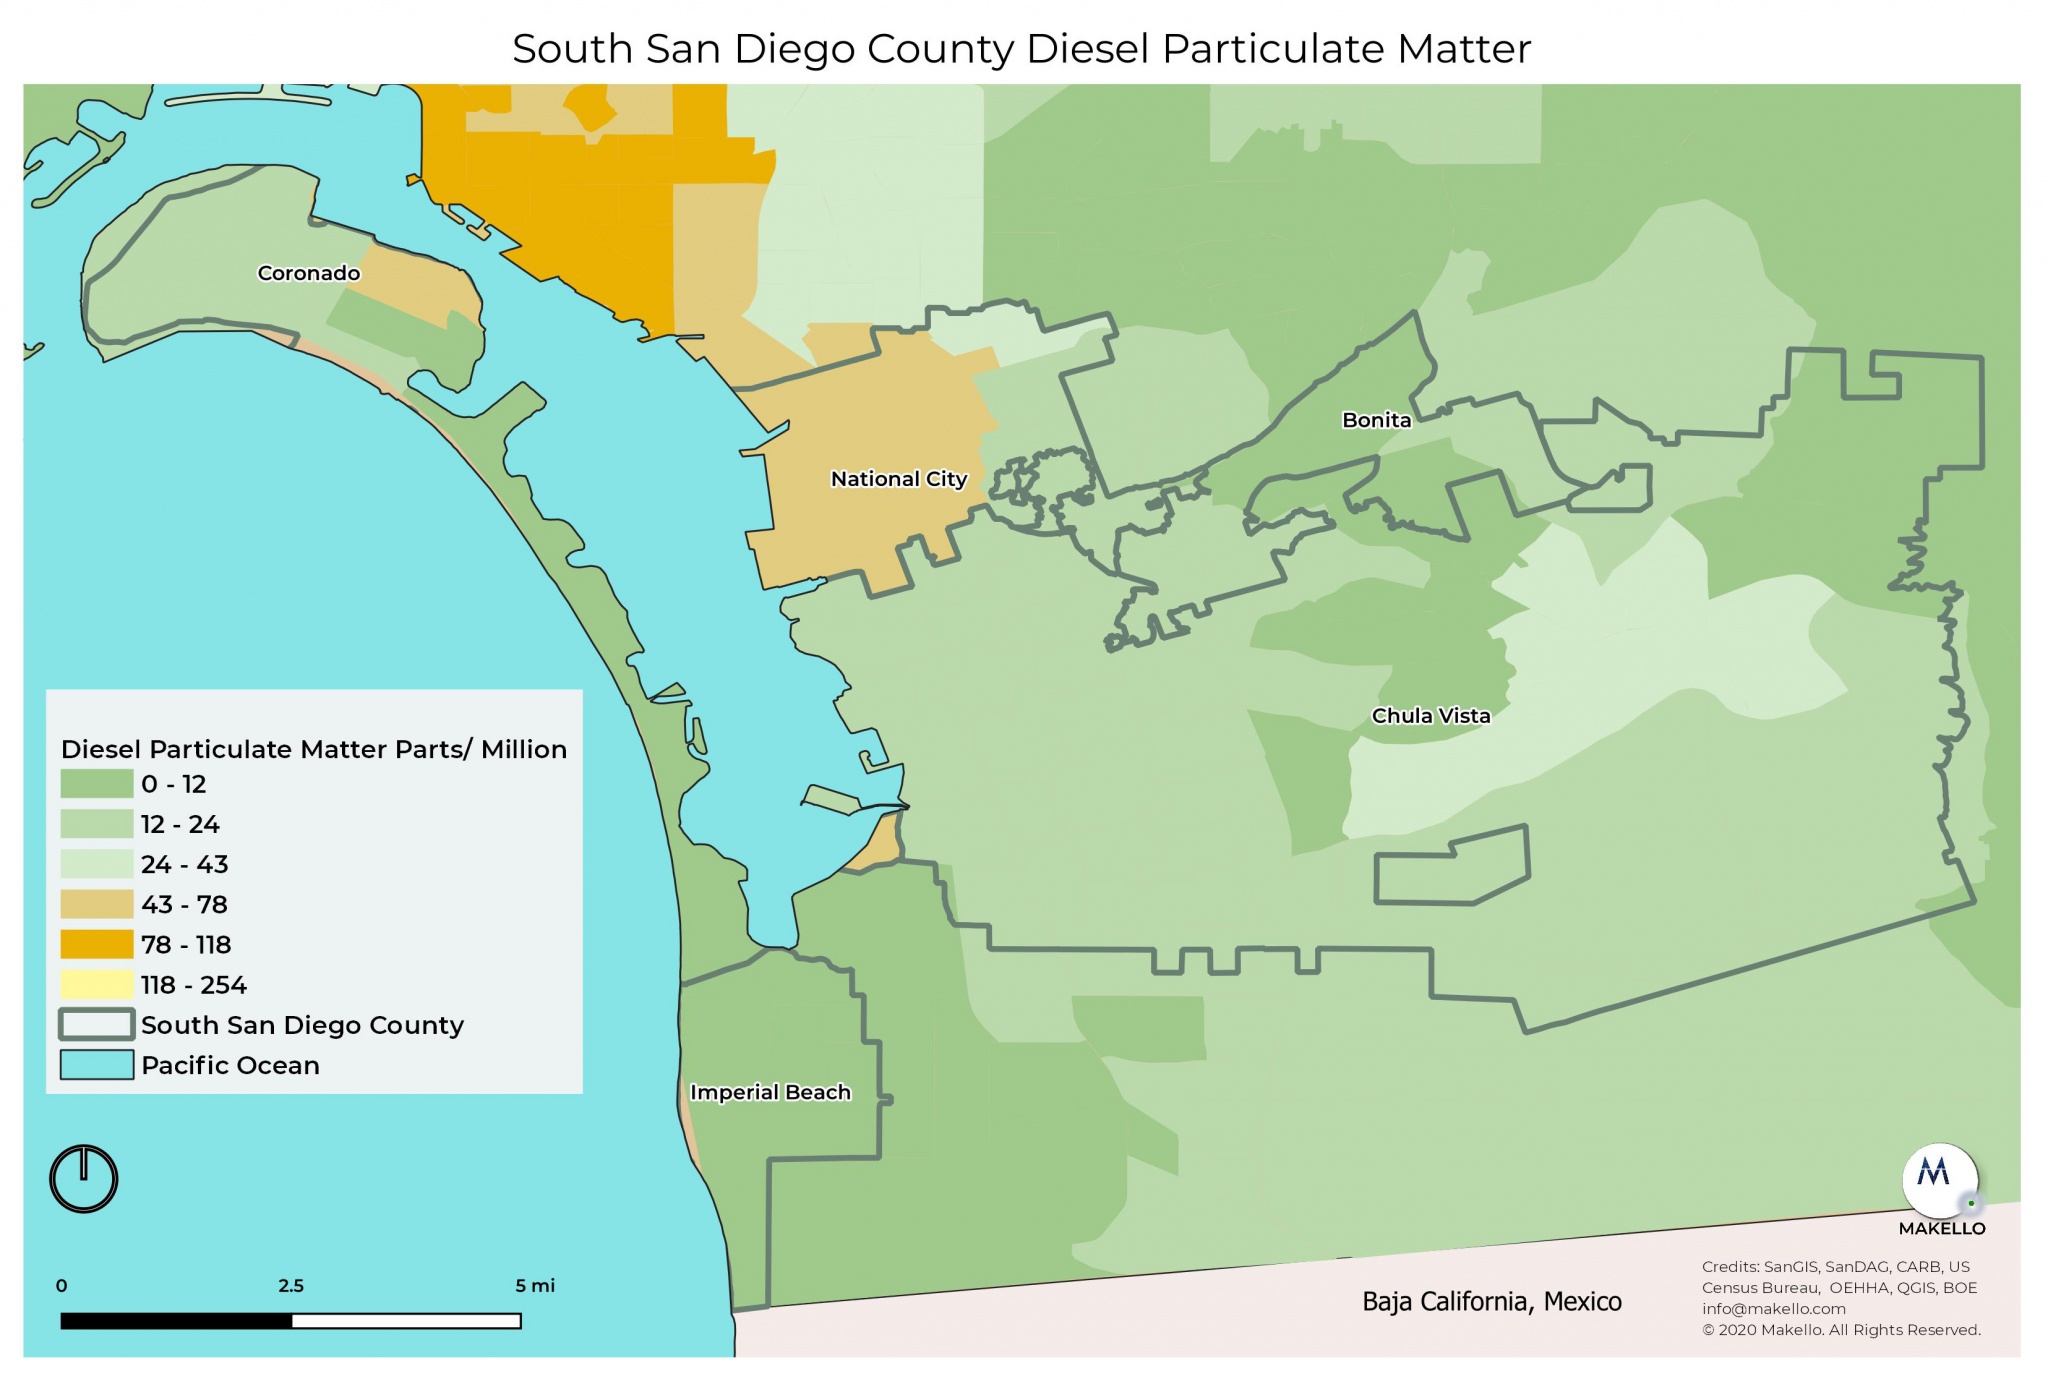 South San Diego County Diesel Particulate Matter
Coronado
National City
Bonita
Chula Vista
Imperial Beach
Diesel Particulate Matter Parts/ Million
0 - 12
12 - 24
24 - 43
43 - 78
78 - 118
118 - 254
South San Diego County
Pacific Ocean
0 2.5 5 mi
Baja California, Mexico
M
MAKELLO
Credits: SanGIS, SanDAG, CARB, US
Census Bureau, OEHHA, QGIS, BOE
info@makello.com
© 2020 Makello. All Rights Reserved.